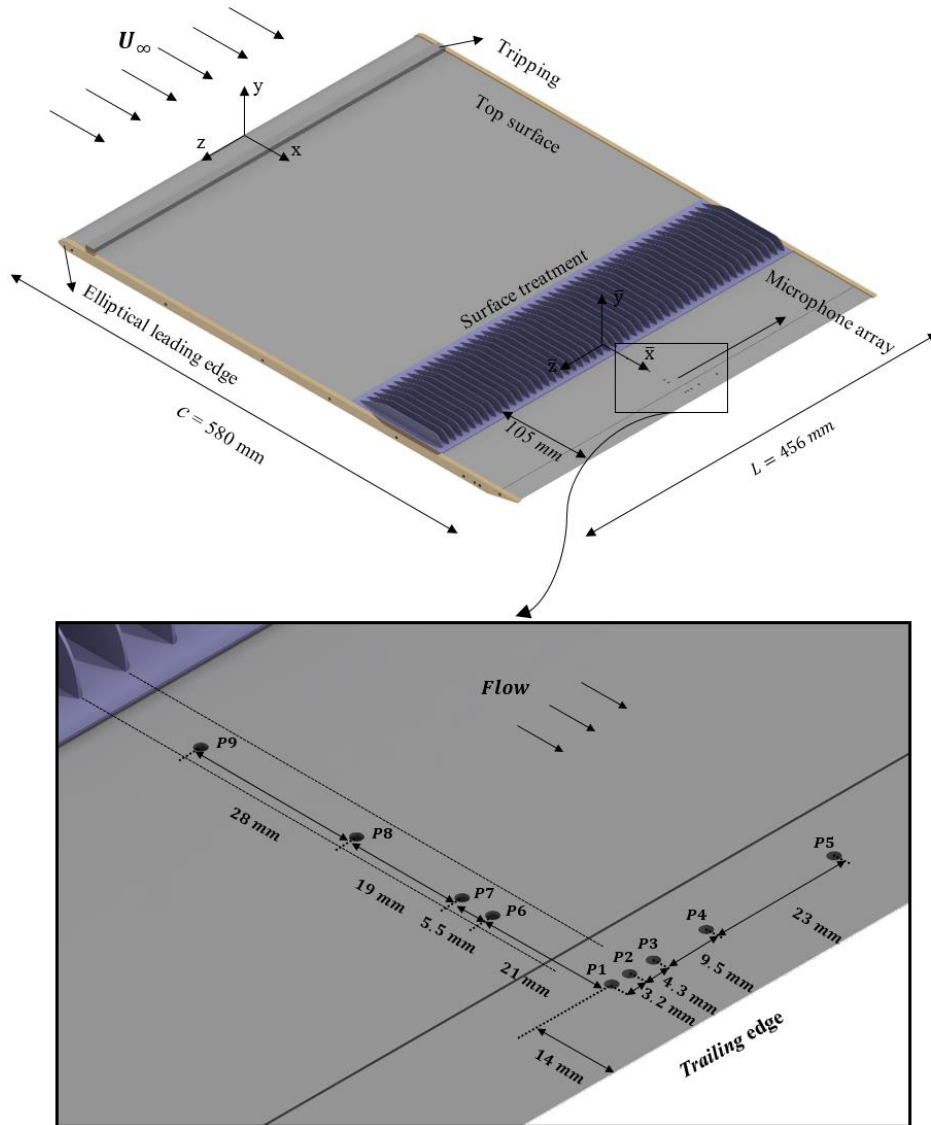 U∞
Tripping
y
Top surface
z
x
Surface treatment
Microphone array
Elliptical leading edge
ȳ
x̄
z̄
105 mm
c = 580 mm
L = 456 mm
Flow
P9
28 mm
P8
P5
19 mm
P7
P6
P4
23 mm
5.5 mm
P3
P2
9.5 mm
21 mm
P1
4.3 mm
3.2 mm
Trailing edge
14 mm